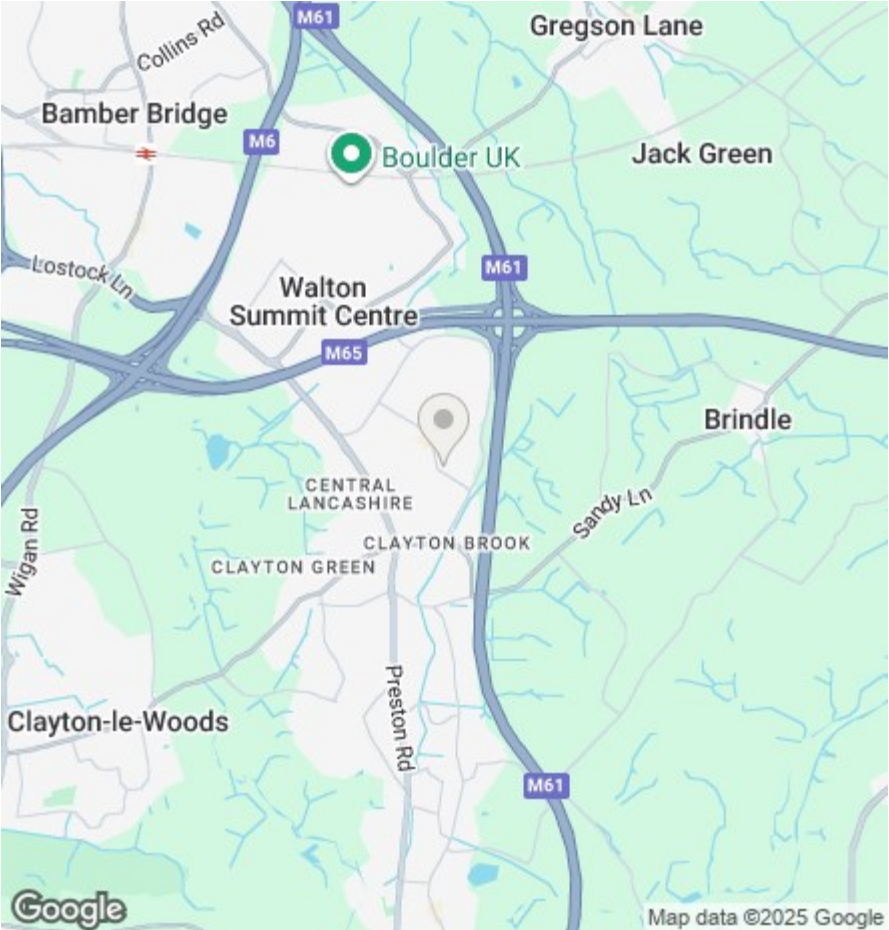 M61
Gregson Lane
Collins Rd
Bamber Bridge
M6
Boulder UK
Jack Green
Lostock Ln
M61
Walton
Summit Centre
M65
Brindle
CENTRAL
LANCASHIRE
Sandy Ln
Wigan Rd
CLAYTON BROOK
CLAYTON GREEN
Preston Rd
Clayton-le-Woods
M61
Google
Map data ©2025 Google